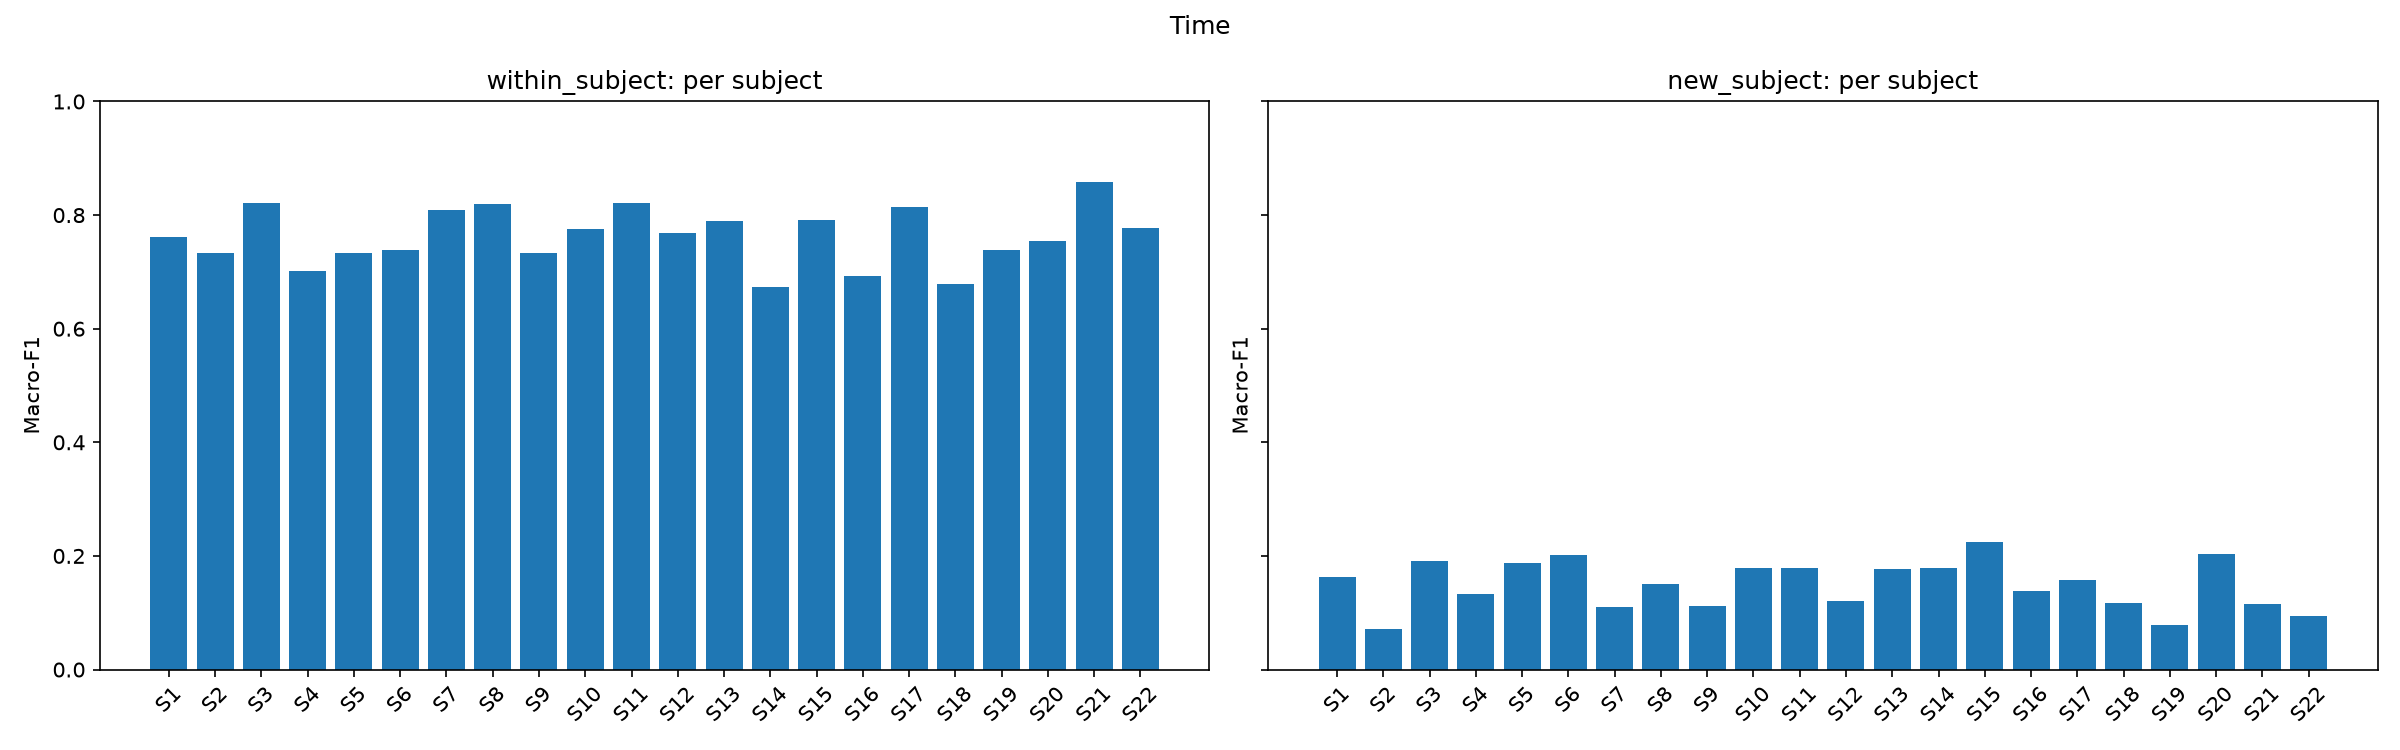 Time
within_subject: per subject
Macro-F1
1.0
0.8
0.6
0.4
0.2
0.0
S1 S2 S3 S4 S5 S6 S7 S8 S9 S10 S11 S12 S13 S14 S15 S16 S17 S18 S19 S20 S21 S22
new_subject: per subject
Macro-F1
S1 S2 S3 S4 S5 S6 S7 S8 S9 S10 S11 S12 S13 S14 S15 S16 S17 S18 S19 S20 S21 S22